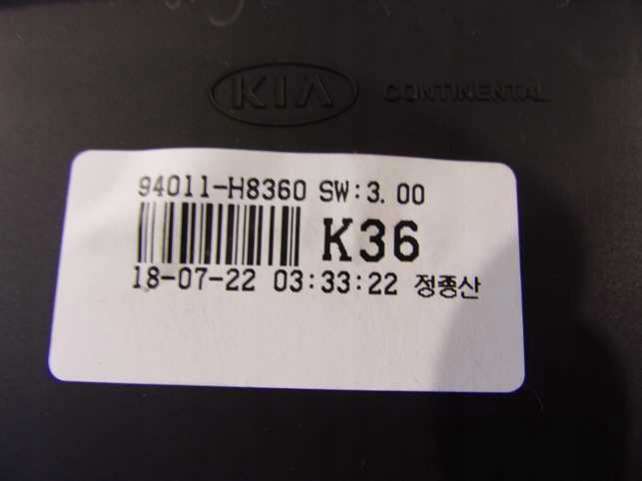 KIA CONTINENTAL
94011-H8360 SW:3.00
K36
18-07-22 03:33:22 정종산